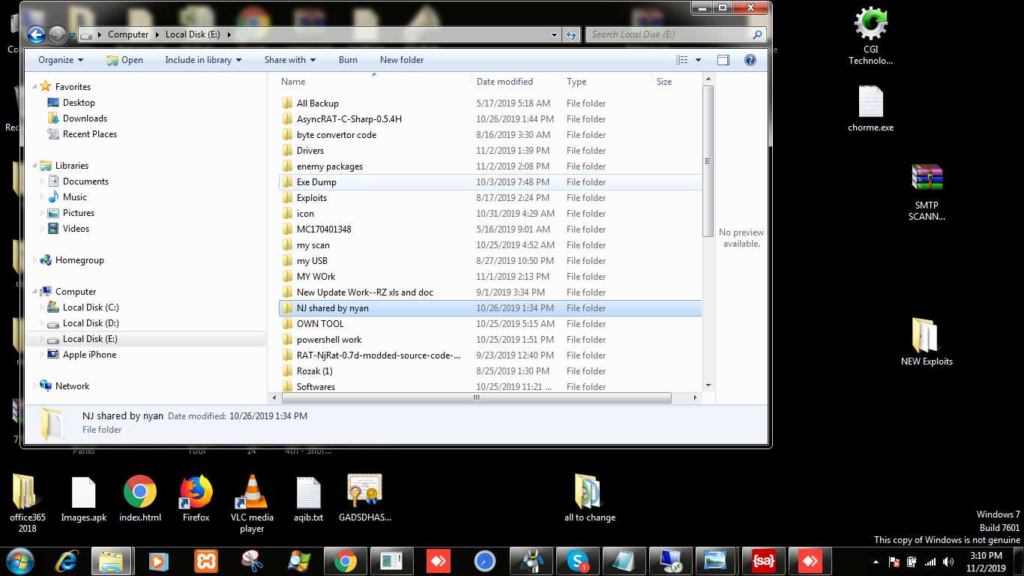 Computer
Local Disk (E:)
Search Local Disk (E:)
Organize
Open
Include in library
Share with
Burn
New folder
Name
Date modified
Type
Size
Favorites
Desktop
Downloads
Recent Places
Libraries
Documents
Music
Pictures
Videos
Homegroup
Computer
Local Disk (C:)
Local Disk (D:)
Local Disk (E:)
Apple iPhone
Network
All Backup 5/17/2019 5:18 AM File folder
AsyncRAT-C-Sharp-0.5.4H 10/26/2019 1:44 PM File folder
byte convertor code 8/16/2019 3:30 AM File folder
Drivers 11/2/2019 1:39 PM File folder
enemy packages 11/2/2019 2:08 PM File folder
Exe Dump 10/3/2019 7:48 PM File folder
Exploits 8/17/2019 2:24 PM File folder
icon 10/31/2019 4:29 AM File folder
MC170401348 5/16/2019 9:01 AM File folder
my scan 10/25/2019 4:52 AM File folder
my USB 8/27/2019 10:50 PM File folder
MY WOrk 11/1/2019 2:13 PM File folder
New Update Work--RZ xls and doc 9/1/2019 3:34 PM File folder
NJ shared by nyan 10/26/2019 1:34 PM File folder
OWN TOOL 10/25/2019 5:15 AM File folder
powershell work 10/25/2019 1:51 PM File folder
RAT-NjRat-0.7d-modded-source-code-... 9/23/2019 12:40 PM File folder
Rozak (1) 8/25/2019 1:30 PM File folder
Softwares 10/25/2019 11:21 ... File folder
No preview
available.
NJ shared by nyan Date modified: 10/26/2019 1:34 PM
File folder
CGI
Technolo...
chorme.exe
SMTP
SCANN...
NEW Exploits
office365
2018
Images.apk
index.html
Firefox
VLC media
player
aqib.txt
GADSDHAS...
all to change
Windows 7
Build 7601
This copy of Windows is not genuine
{sa}
3:10 PM
11/2/2019